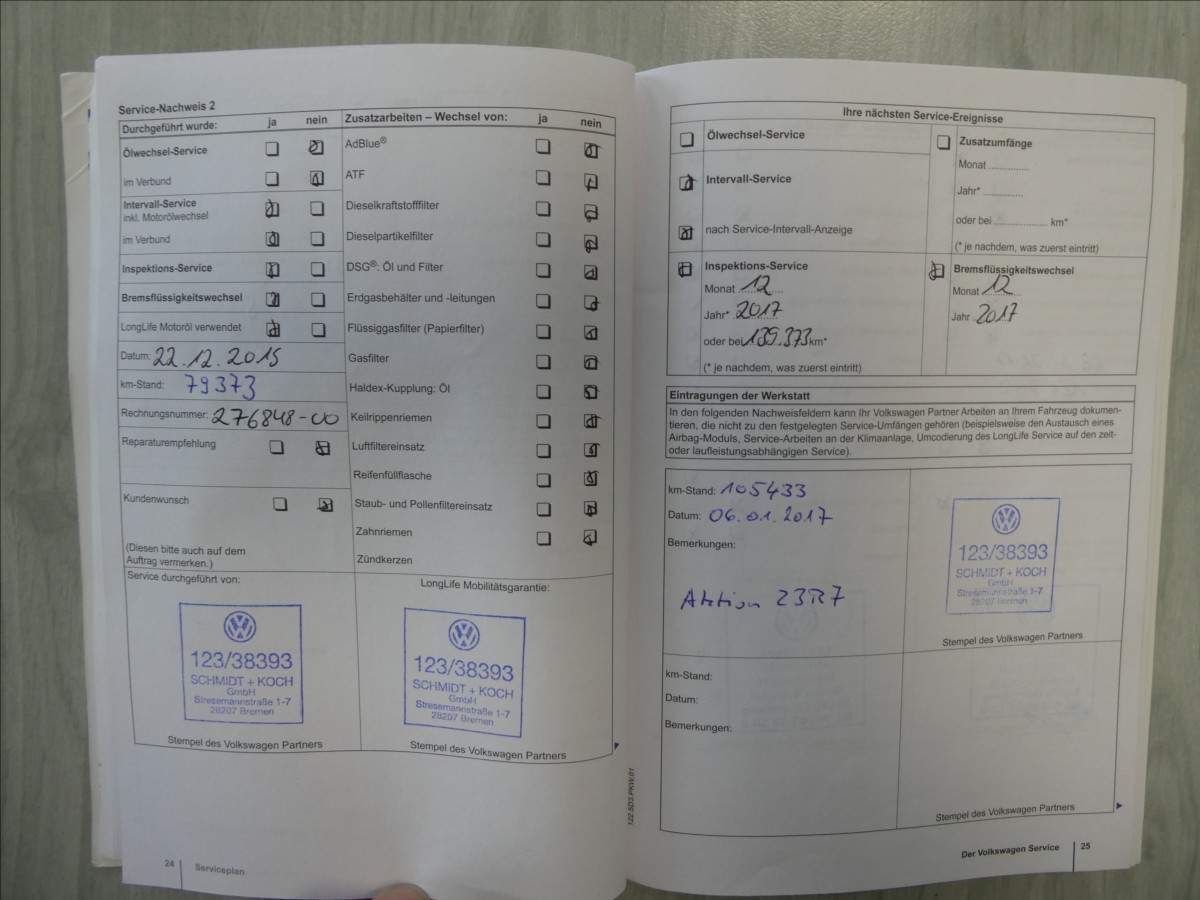 Service-Nachweis 2
Durchgeführt wurde: ja nein
Ölwechsel-Service
im Verbund
Intervall-Service
inkl. Motorölwechsel
im Verbund
Inspektions-Service
Bremsflüssigkeitswechsel
LongLife Motoröl verwendet
Datum: 22.12.2015
km-Stand: 79373
Rechnungsnummer: 276848-00
Reparaturempfehlung
Kundenwunsch
(Diesen bitte auch auf dem
Auftrag vermerken.)
Zusatzarbeiten – Wechsel von: ja nein
AdBlue®
ATF
Dieselkraftstofffilter
Dieselpartikelfilter
DSG®: Öl und Filter
Erdgasbehälter und -leitungen
Flüssiggasfilter (Papierfilter)
Gasfilter
Haldex-Kupplung: Öl
Keilrippenriemen
Luftfiltereinsatz
Reifenfüllflasche
Staub- und Pollenfiltereinsatz
Zahnriemen
Zündkerzen
Service durchgeführt von:
123/38393
SCHMIDT + KOCH
GmbH
Stresemannstraße 1-7
28207 Bremen
Stempel des Volkswagen Partners
LongLife Mobilitätsgarantie:
123/38393
SCHMIDT + KOCH
GmbH
Stresemannstraße 1-7
28207 Bremen
Stempel des Volkswagen Partners
24 Serviceplan
122.5D3.PKW.01
Ihre nächsten Service-Ereignisse
Ölwechsel-Service
Intervall-Service
nach Service-Intervall-Anzeige
Zusatzumfänge
Monat
Jahr*
oder bei km*
(* je nachdem, was zuerst eintritt)
Inspektions-Service
Monat 12
Jahr* 2017
oder bei 139.373 km*
(* je nachdem, was zuerst eintritt)
Bremsflüssigkeitswechsel
Monat 12
Jahr 2017
Eintragungen der Werkstatt
In den folgenden Nachweisfeldern kann Ihr Volkswagen Partner Arbeiten an Ihrem Fahrzeug dokumen-
tieren, die nicht zu den festgelegten Service-Umfängen gehören (beispielsweise den Austausch eines
Airbag-Moduls, Service-Arbeiten an der Klimaanlage, Umcodierung des LongLife Service auf den zeit-
oder laufleistungsabhängigen Service).
km-Stand: 105433
Datum: 06.01.2017
Bemerkungen:
Aktion 23R7
123/38393
SCHMIDT + KOCH
GmbH
Stresemannstraße 1-7
28207 Bremen
Stempel des Volkswagen Partners
km-Stand:
Datum:
Bemerkungen:
Stempel des Volkswagen Partners
Der Volkswagen Service 25